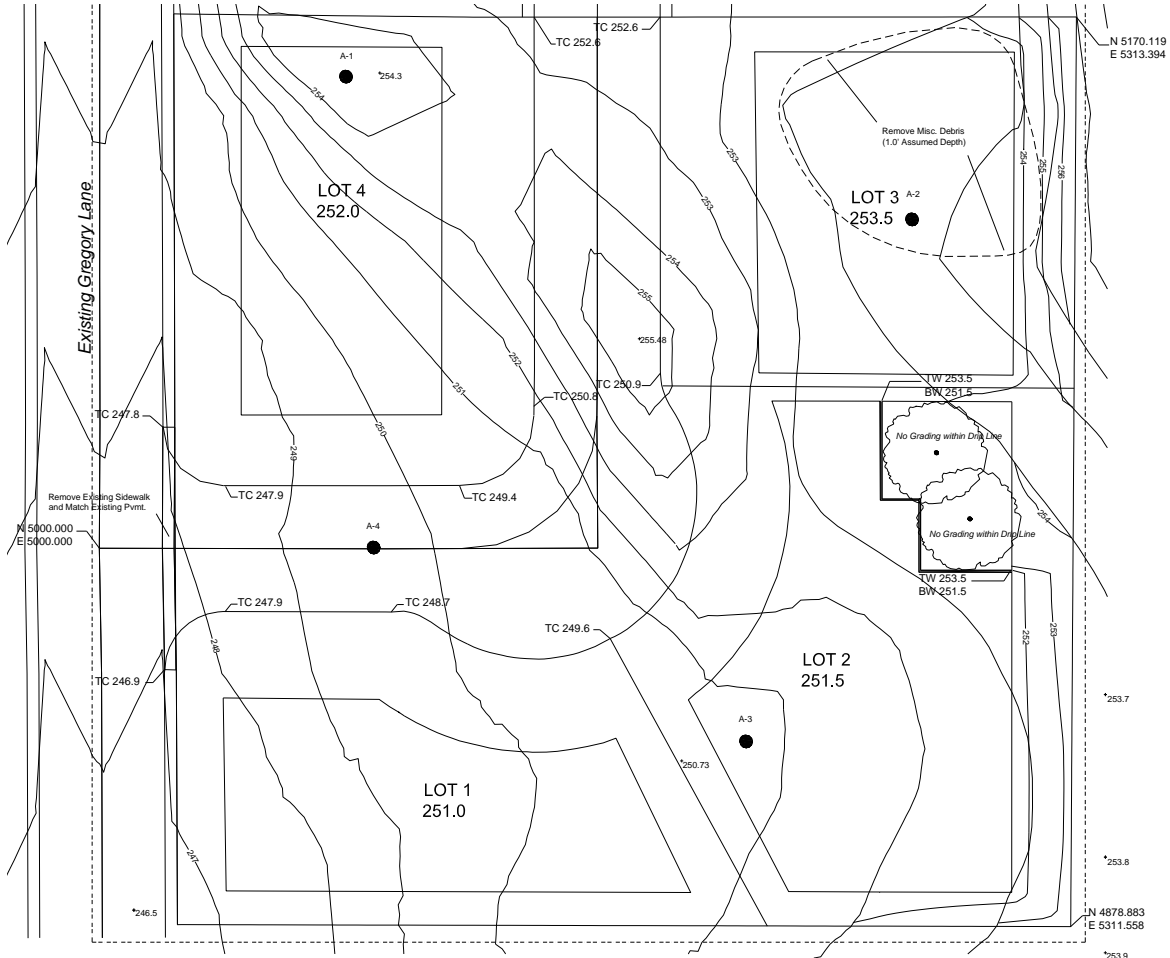 TC 252.6
TC 252.6
N 5170.119
E 5313.394
A-1
254.3
254
Remove Misc. Debris
(1.0' Assumed Depth)
253
254
255
256
Existing Gregory Lane
LOT 4
252.0
LOT 3
253.5
A-2
253
254
255
255.48
252
251
TC 250.9
TC 250.8
TW 253.5
BW 251.5
TC 247.8
250
249
No Grading within Drip Line
TC 247.9
TC 249.4
Remove Existing Sidewalk
and Match Existing Pvmt.
254
N 5000.000
E 5000.000
A-4
No Grading within Drip Line
TW 253.5
BW 251.5
TC 247.9
TC 248.7
TC 249.6
248
252
253
LOT 2
251.5
TC 246.9
253.7
A-3
250.73
LOT 1
251.0
247
253.8
246.5
N 4878.883
E 5311.558
253.9